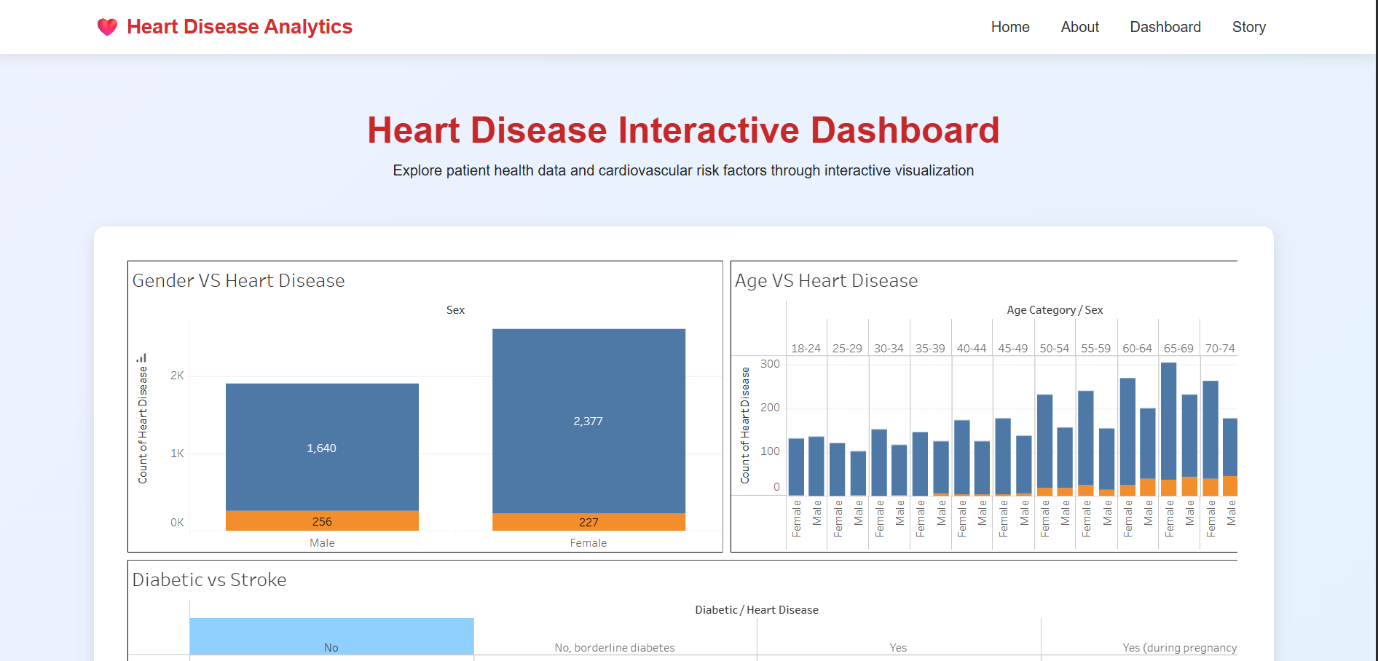 Heart Disease Analytics
Home About Dashboard Story
Heart Disease Interactive Dashboard
Explore patient health data and cardiovascular risk factors through interactive visualization
Gender VS Heart Disease
Sex
Count of Heart Disease
2K
1K
0K
1,640
2,377
256
227
Male Female
Age VS Heart Disease
Age Category / Sex
18-24 25-29 30-34 35-39 40-44 45-49 50-54 55-59 60-64 65-69 70-74
Count of Heart Disease
300
200
100
0
Female Male Female Male Female Male Female Male Female Male Female Male Female Male Female Male Female Male Female Male Female Male
Diabetic vs Stroke
Diabetic / Heart Disease
No No, borderline diabetes Yes Yes (during pregnancy